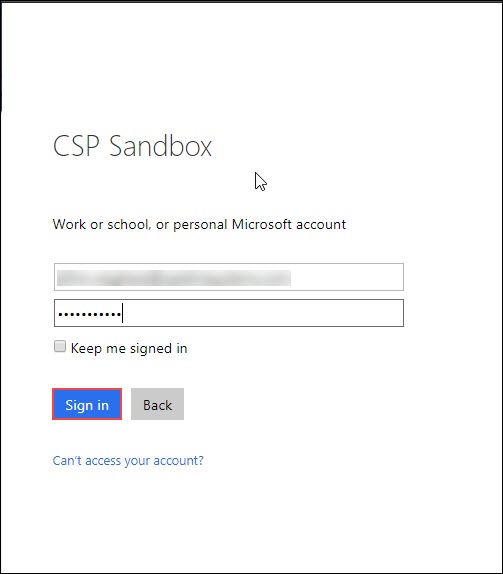 CSP Sandbox
Work or school, or personal Microsoft account
•••••••••••
Keep me signed in
Sign in
Back
Can't access your account?